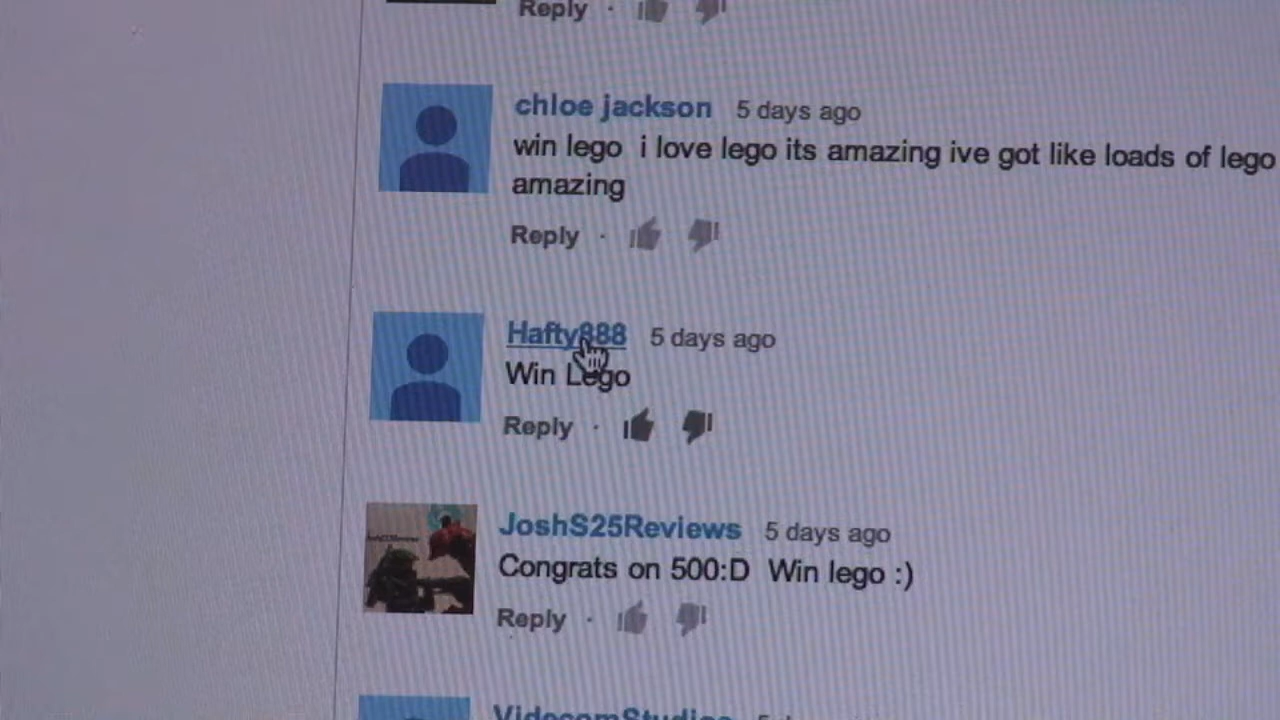 Reply ·
chloe jackson 5 days ago
win lego i love lego its amazing ive got like loads of lego
amazing
Reply ·
Hafty888 5 days ago
Win Lego
Reply ·
JoshS25Reviews 5 days ago
Congrats on 500:D Win lego :)
Reply ·
VideocomStudios